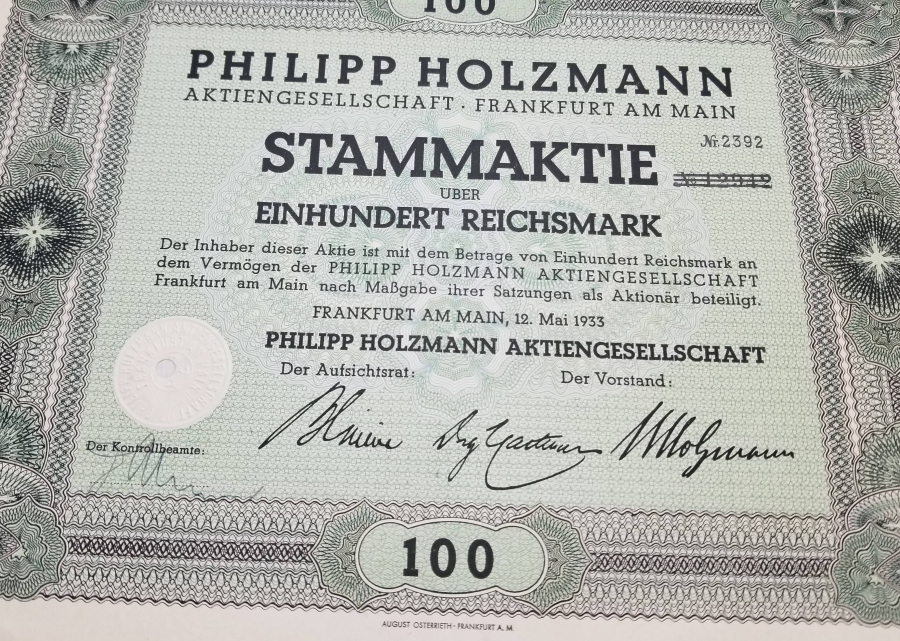 100
PHILIPP HOLZMANN
AKTIENGESELLSCHAFT · FRANKFURT AM MAIN
Nr. 2392
STAMMAKTIE
№ 12942
ÜBER
EINHUNDERT REICHSMARK
Der Inhaber dieser Aktie ist mit dem Betrage von Einhundert Reichsmark an
dem Vermögen der PHILIPP HOLZMANN AKTIENGESELLSCHAFT
Frankfurt am Main nach Maßgabe ihrer Satzungen als Aktionär beteiligt.
FRANKFURT AM MAIN, 12. Mai 1933
PHILIPP HOLZMANN AKTIENGESELLSCHAFT
Der Aufsichtsrat:
Der Vorstand:
Holzmann
Der Kontrollbeamte:
100
AUGUST OSTERRIETH · FRANKFURT A. M.